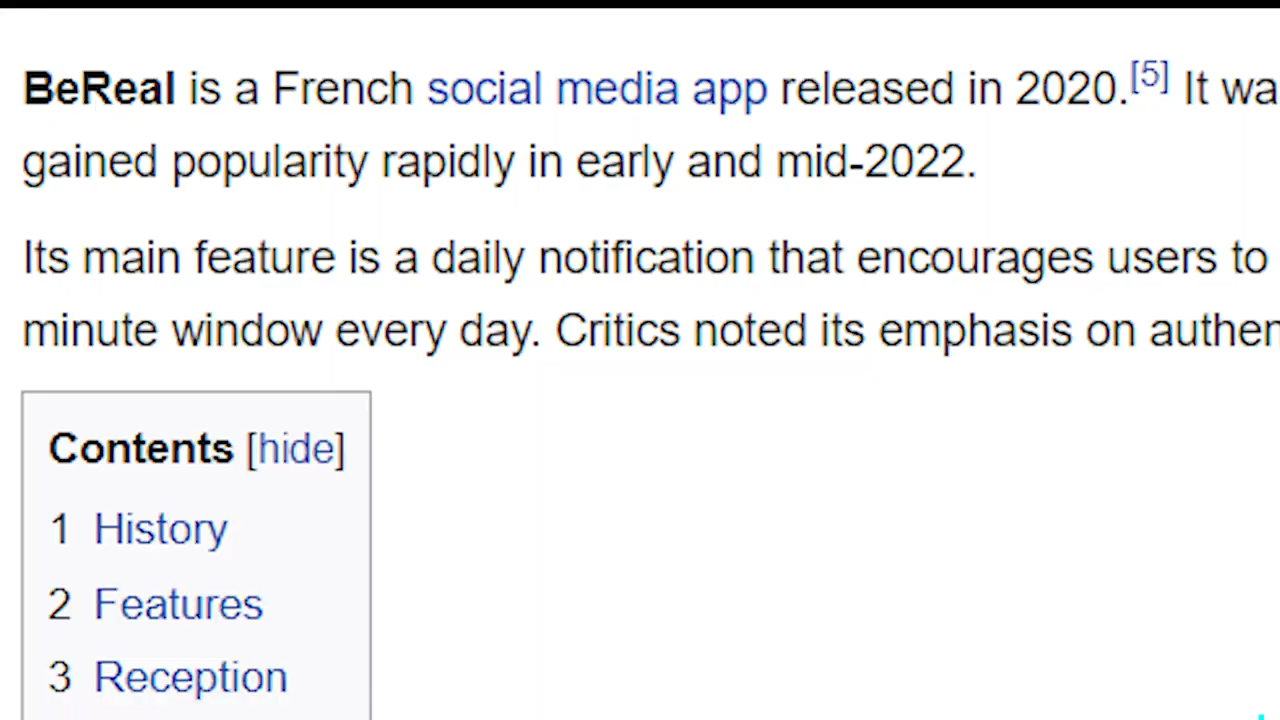 BeReal is a French social media app released in 2020.[5] It wa
gained popularity rapidly in early and mid-2022.
Its main feature is a daily notification that encourages users to
minute window every day. Critics noted its emphasis on authen
Contents [hide]
1 History
2 Features
3 Reception